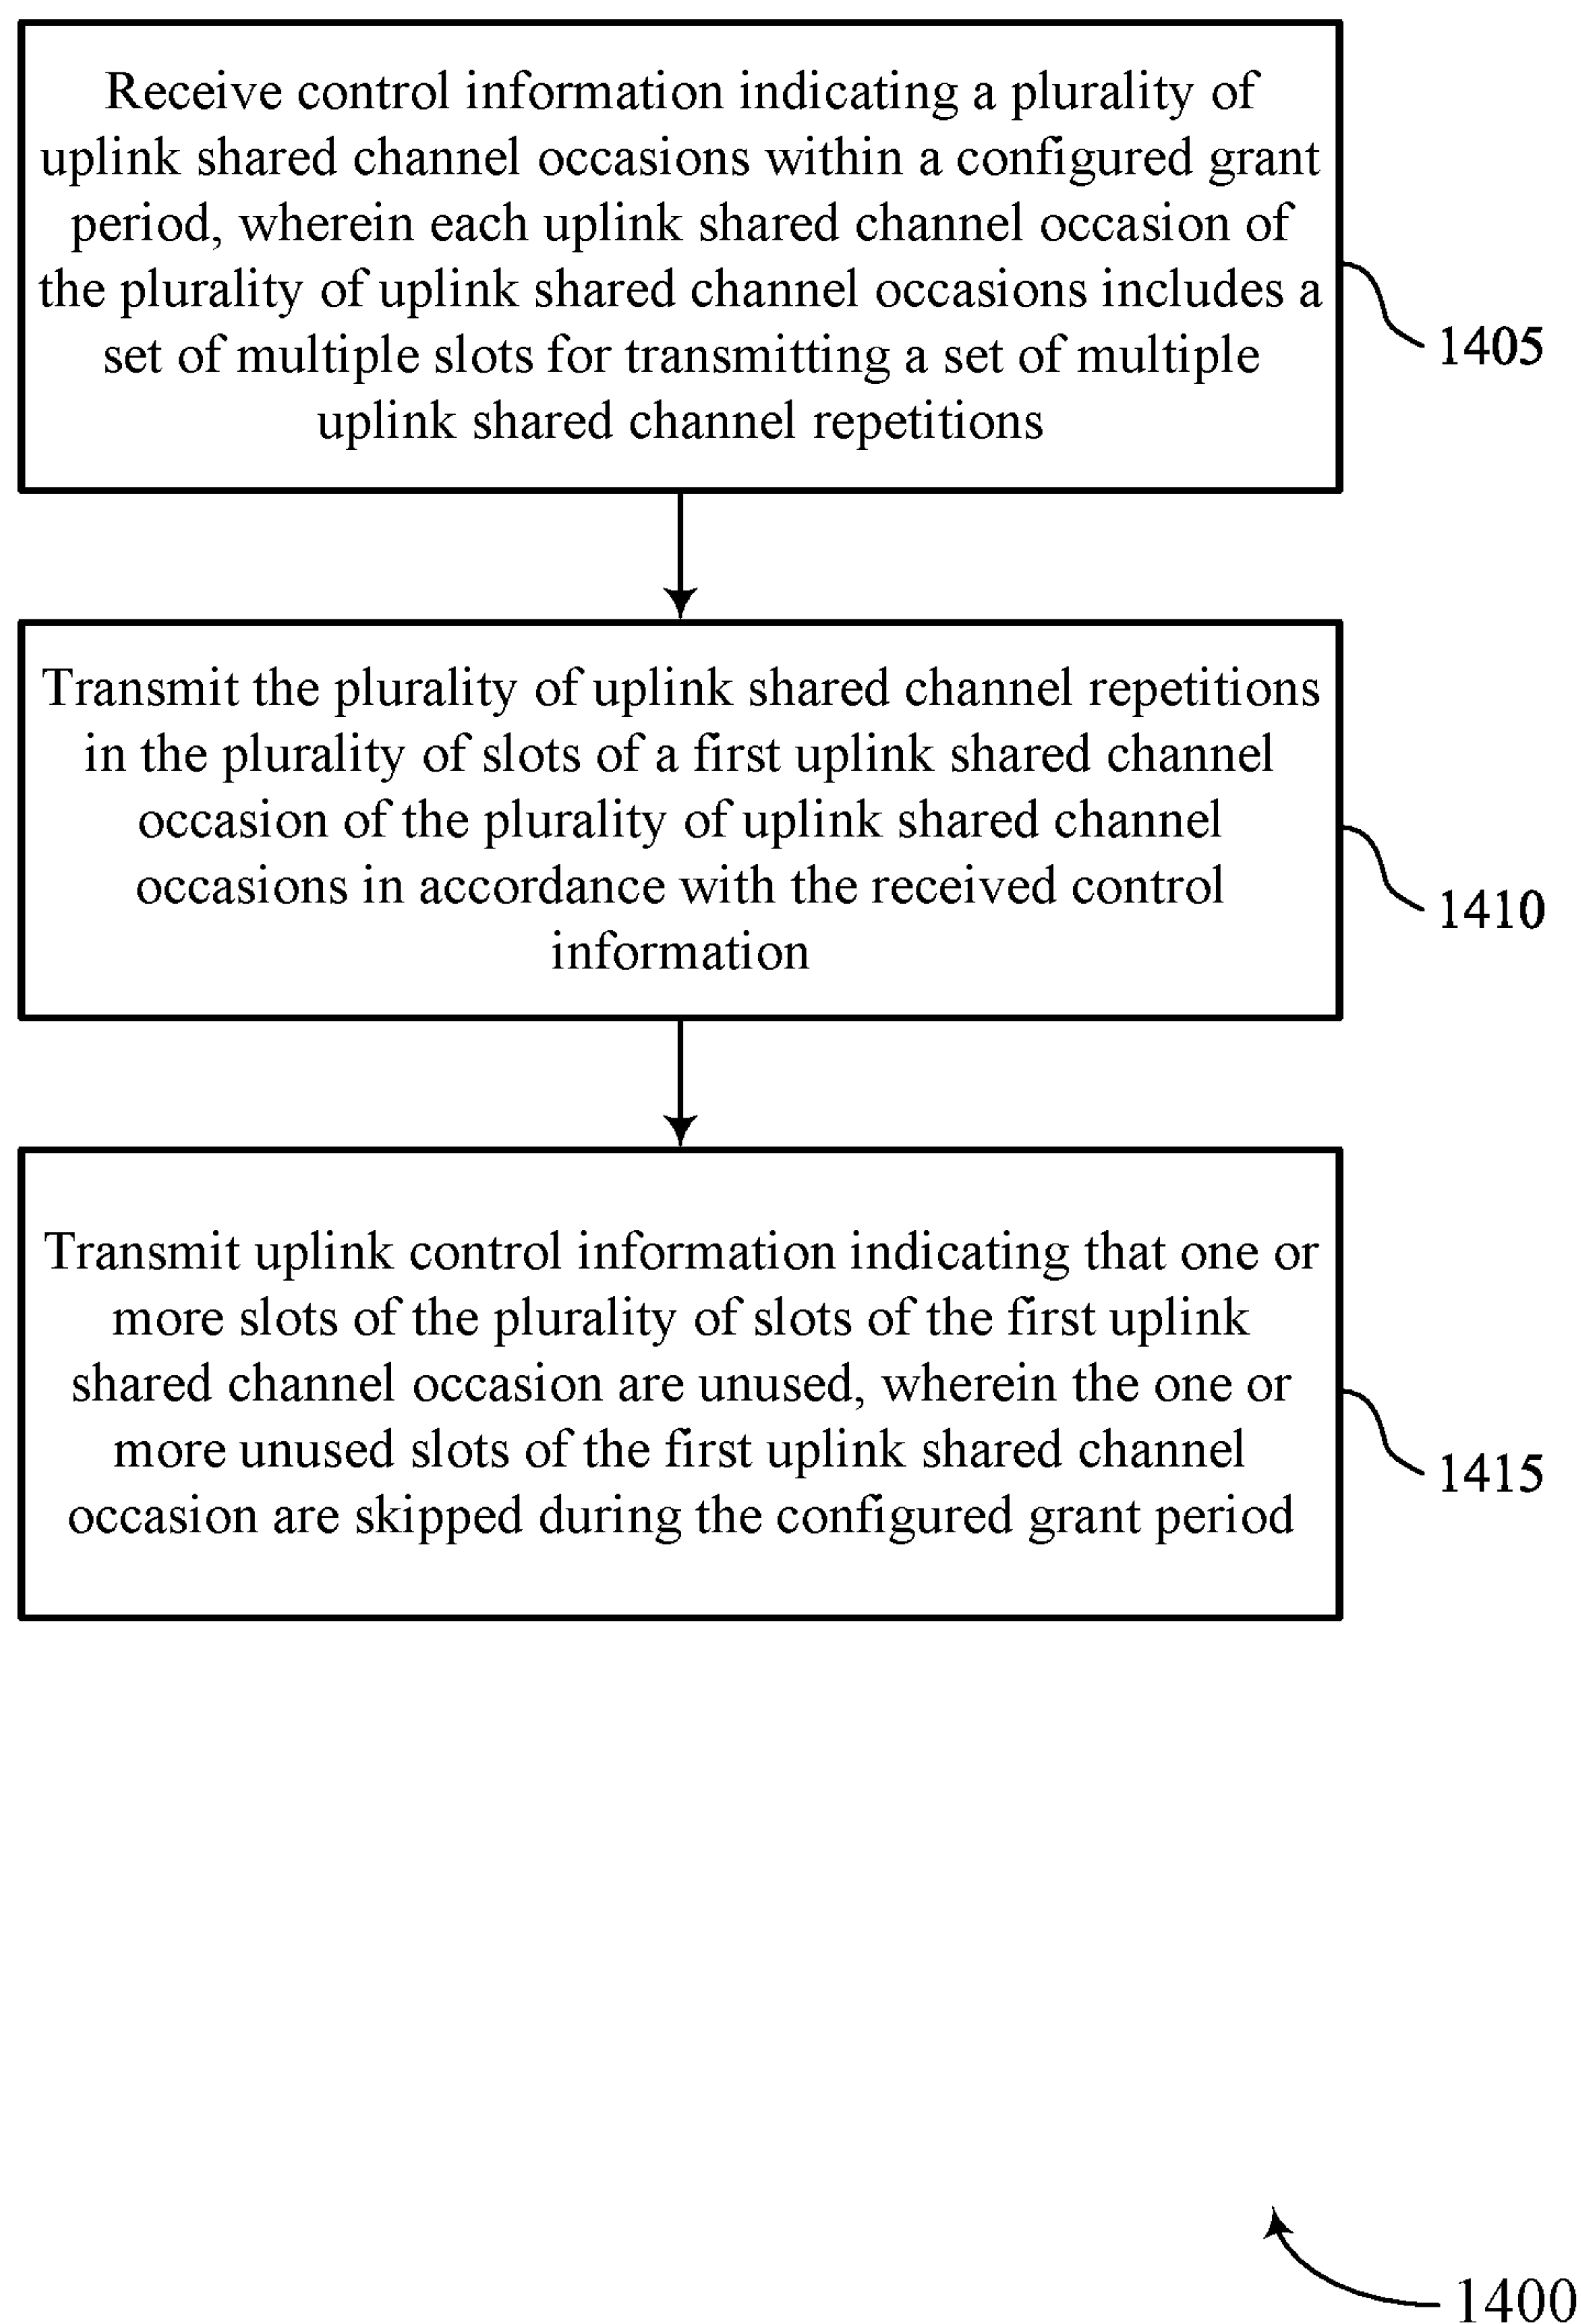 Receive control information indicating a plurality of
uplink shared channel occasions within a configured grant
period, wherein each uplink shared channel occasion of
the plurality of uplink shared channel occasions includes a
set of multiple slots for transmitting a set of multiple
uplink shared channel repetitions
1405
Transmit the plurality of uplink shared channel repetitions
in the plurality of slots of a first uplink shared channel
occasion of the plurality of uplink shared channel
occasions in accordance with the received control
information
1410
Transmit uplink control information indicating that one or
more slots of the plurality of slots of the first uplink
shared channel occasion are unused, wherein the one or
more unused slots of the first uplink shared channel
occasion are skipped during the configured grant period
1415
1400